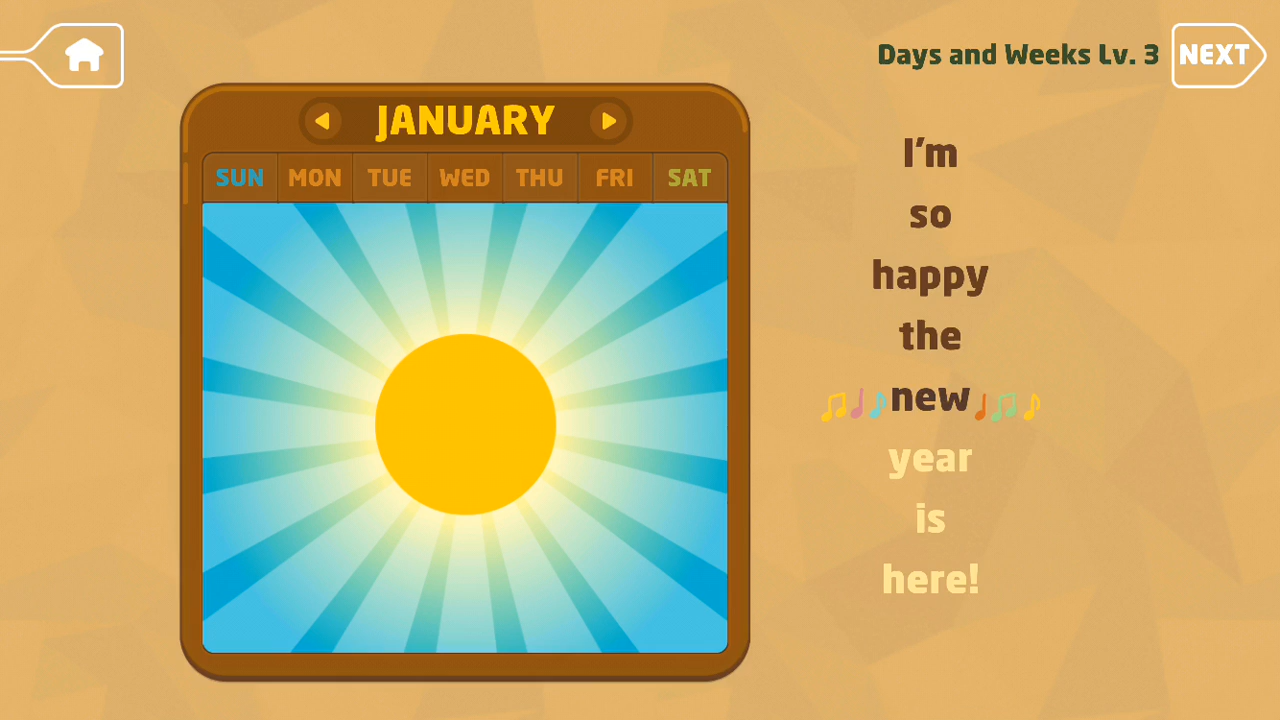 Days and Weeks Lv. 3
NEXT
JANUARY
SUN MON TUE WED THU FRI SAT
I'm
so
happy
the
new
year
is
here!